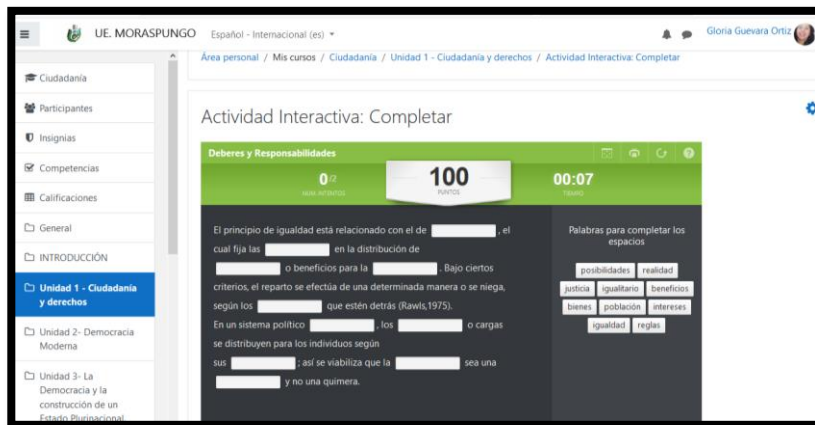 UE. MORASPUNGO
Español - Internacional (es)
Gloria Guevara Ortiz
Área personal / Mis cursos / Ciudadanía / Unidad 1 - Ciudadanía y derechos / Actividad Interactiva: Completar
Ciudadanía
Participantes
Insignias
Competencias
Calificaciones
General
INTRODUCCIÓN
Unidad 1 - Ciudadanía
y derechos
Unidad 2- Democracia
Moderna
Unidad 3- La
Democracia y la
construcción de un
Estado Plurinacional
Actividad Interactiva: Completar
Deberes y Responsabilidades
0/2
NUM. INTENTOS
100
PUNTOS
00:07
TIEMPO
El principio de igualdad está relacionado con el de , el
cual fija las en la distribución de
o beneficios para la . Bajo ciertos
criterios, el reparto se efectúa de una determinada manera o se niega,
según los que estén detrás (Rawls,1975).
En un sistema político , los o cargas
se distribuyen para los individuos según
sus ; así se viabiliza que la sea una
y no una quimera.
Palabras para completar los
espacios
posibilidades realidad
justicia igualitario beneficios
bienes población intereses
igualdad reglas